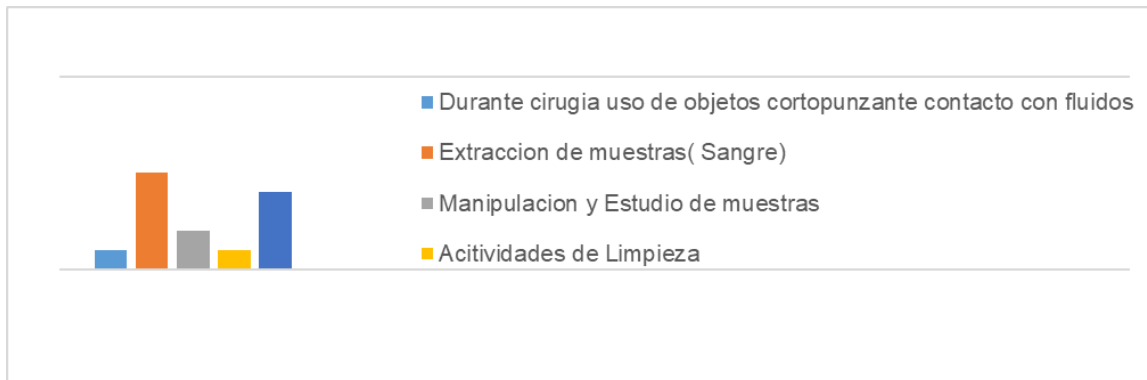 Durante cirugia uso de objetos cortopunzante contacto con fluidos
Extraccion de muestras( Sangre)
Manipulacion y Estudio de muestras
Acitividades de Limpieza